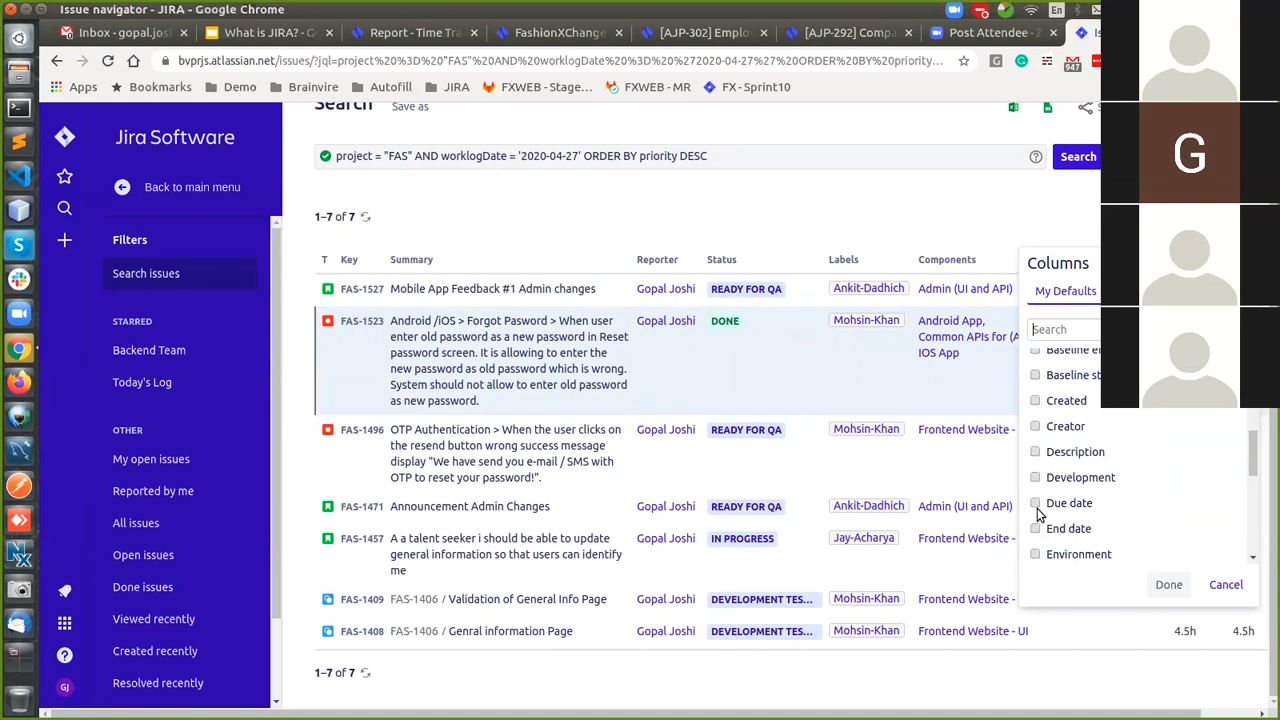 Issue navigator - JIRA - Google Chrome
En
Inbox - gopal.josh
What is JIRA? - G
Report - Time Tra
FashionXChange
[AJP-302] Employ
[AJP-292] Compa
Post Attendee - Z
bvprjs.atlassian.net/issues/?jql=project%20%3D%20"FAS"%20AND%20worklogDate%20%3D%20%272020-04-27%27%20ORDER%20BY%20priority...
947
Apps
Bookmarks
Demo
Brainvire
Autofill
JIRA
FXWEB - Stage...
FXWEB - MR
FX - Sprint10
Jira Software
Back to main menu
Filters
Search issues
STARRED
Backend Team
Today's Log
OTHER
My open issues
Reported by me
All issues
Open issues
Done issues
Viewed recently
Created recently
Resolved recently
GJ
Search
Save as
project = "FAS" AND worklogDate = '2020-04-27' ORDER BY priority DESC
Search
1–7 of 7
T Key Summary Reporter Status Labels Components
FAS-1527 Mobile App Feedback #1 Admin changes Gopal Joshi READY FOR QA Ankit-Dadhich Admin (UI and API)
FAS-1523 Android /iOS > Forgot Pasword > When user Gopal Joshi DONE Mohsin-Khan Android App,
enter old password as a new password in Reset Common APIs for (A
password screen. It is allowing to enter the IOS App
new password as old password which is wrong.
System should not allow to enter old password
as new password.
FAS-1496 OTP Authentication > When the user clicks on Gopal Joshi READY FOR QA Mohsin-Khan Frontend Website -
the resend button wrong success message
display "We have send you e-mail / SMS with
OTP to reset your password!".
FAS-1471 Announcement Admin Changes Gopal Joshi READY FOR QA Ankit-Dadhich Admin (UI and API)
FAS-1457 A a talent seeker i should be able to update Gopal Joshi IN PROGRESS Jay-Acharya Frontend Website -
general information so that users can identify
me
FAS-1409 FAS-1406 / Validation of General Info Page Gopal Joshi DEVELOPMENT TES... Mohsin-Khan Frontend Website -
FAS-1408 FAS-1406 / Genral information Page Gopal Joshi DEVELOPMENT TES... Mohsin-Khan Frontend Website - UI 4.5h 4.5h
1–7 of 7
Columns
My Defaults
Search
Baseline
Baseline
Created
Creator
Description
Development
Due date
End date
Environment
Done
Cancel
G